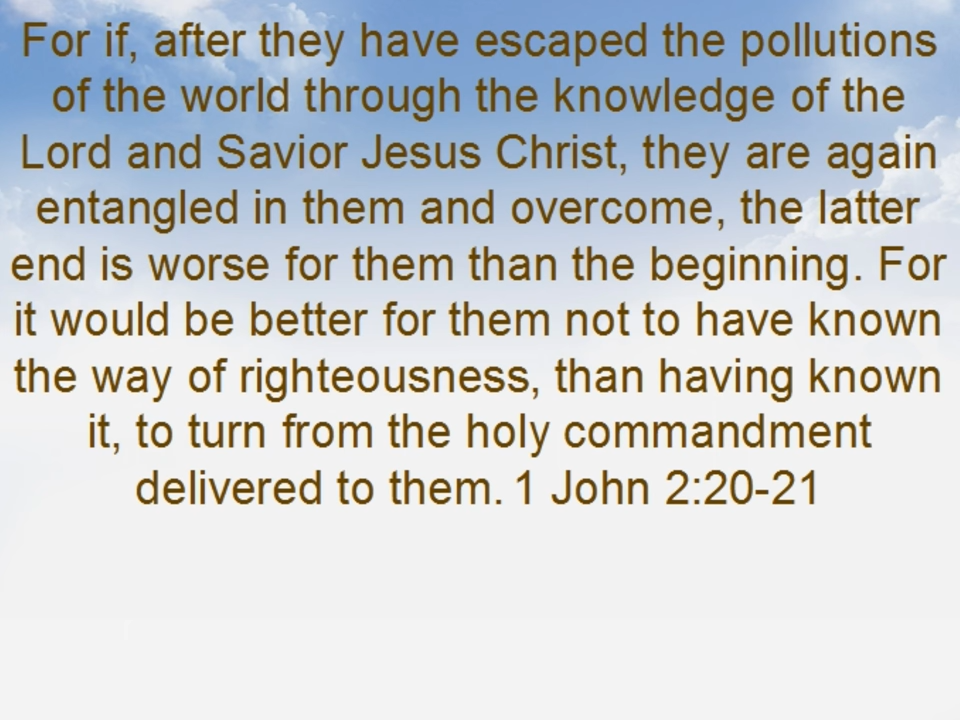 For if, after they have escaped the pollutions
of the world through the knowledge of the
Lord and Savior Jesus Christ, they are again
entangled in them and overcome, the latter
end is worse for them than the beginning. For
it would be better for them not to have known
the way of righteousness, than having known
it, to turn from the holy commandment
delivered to them. 1 John 2:20-21